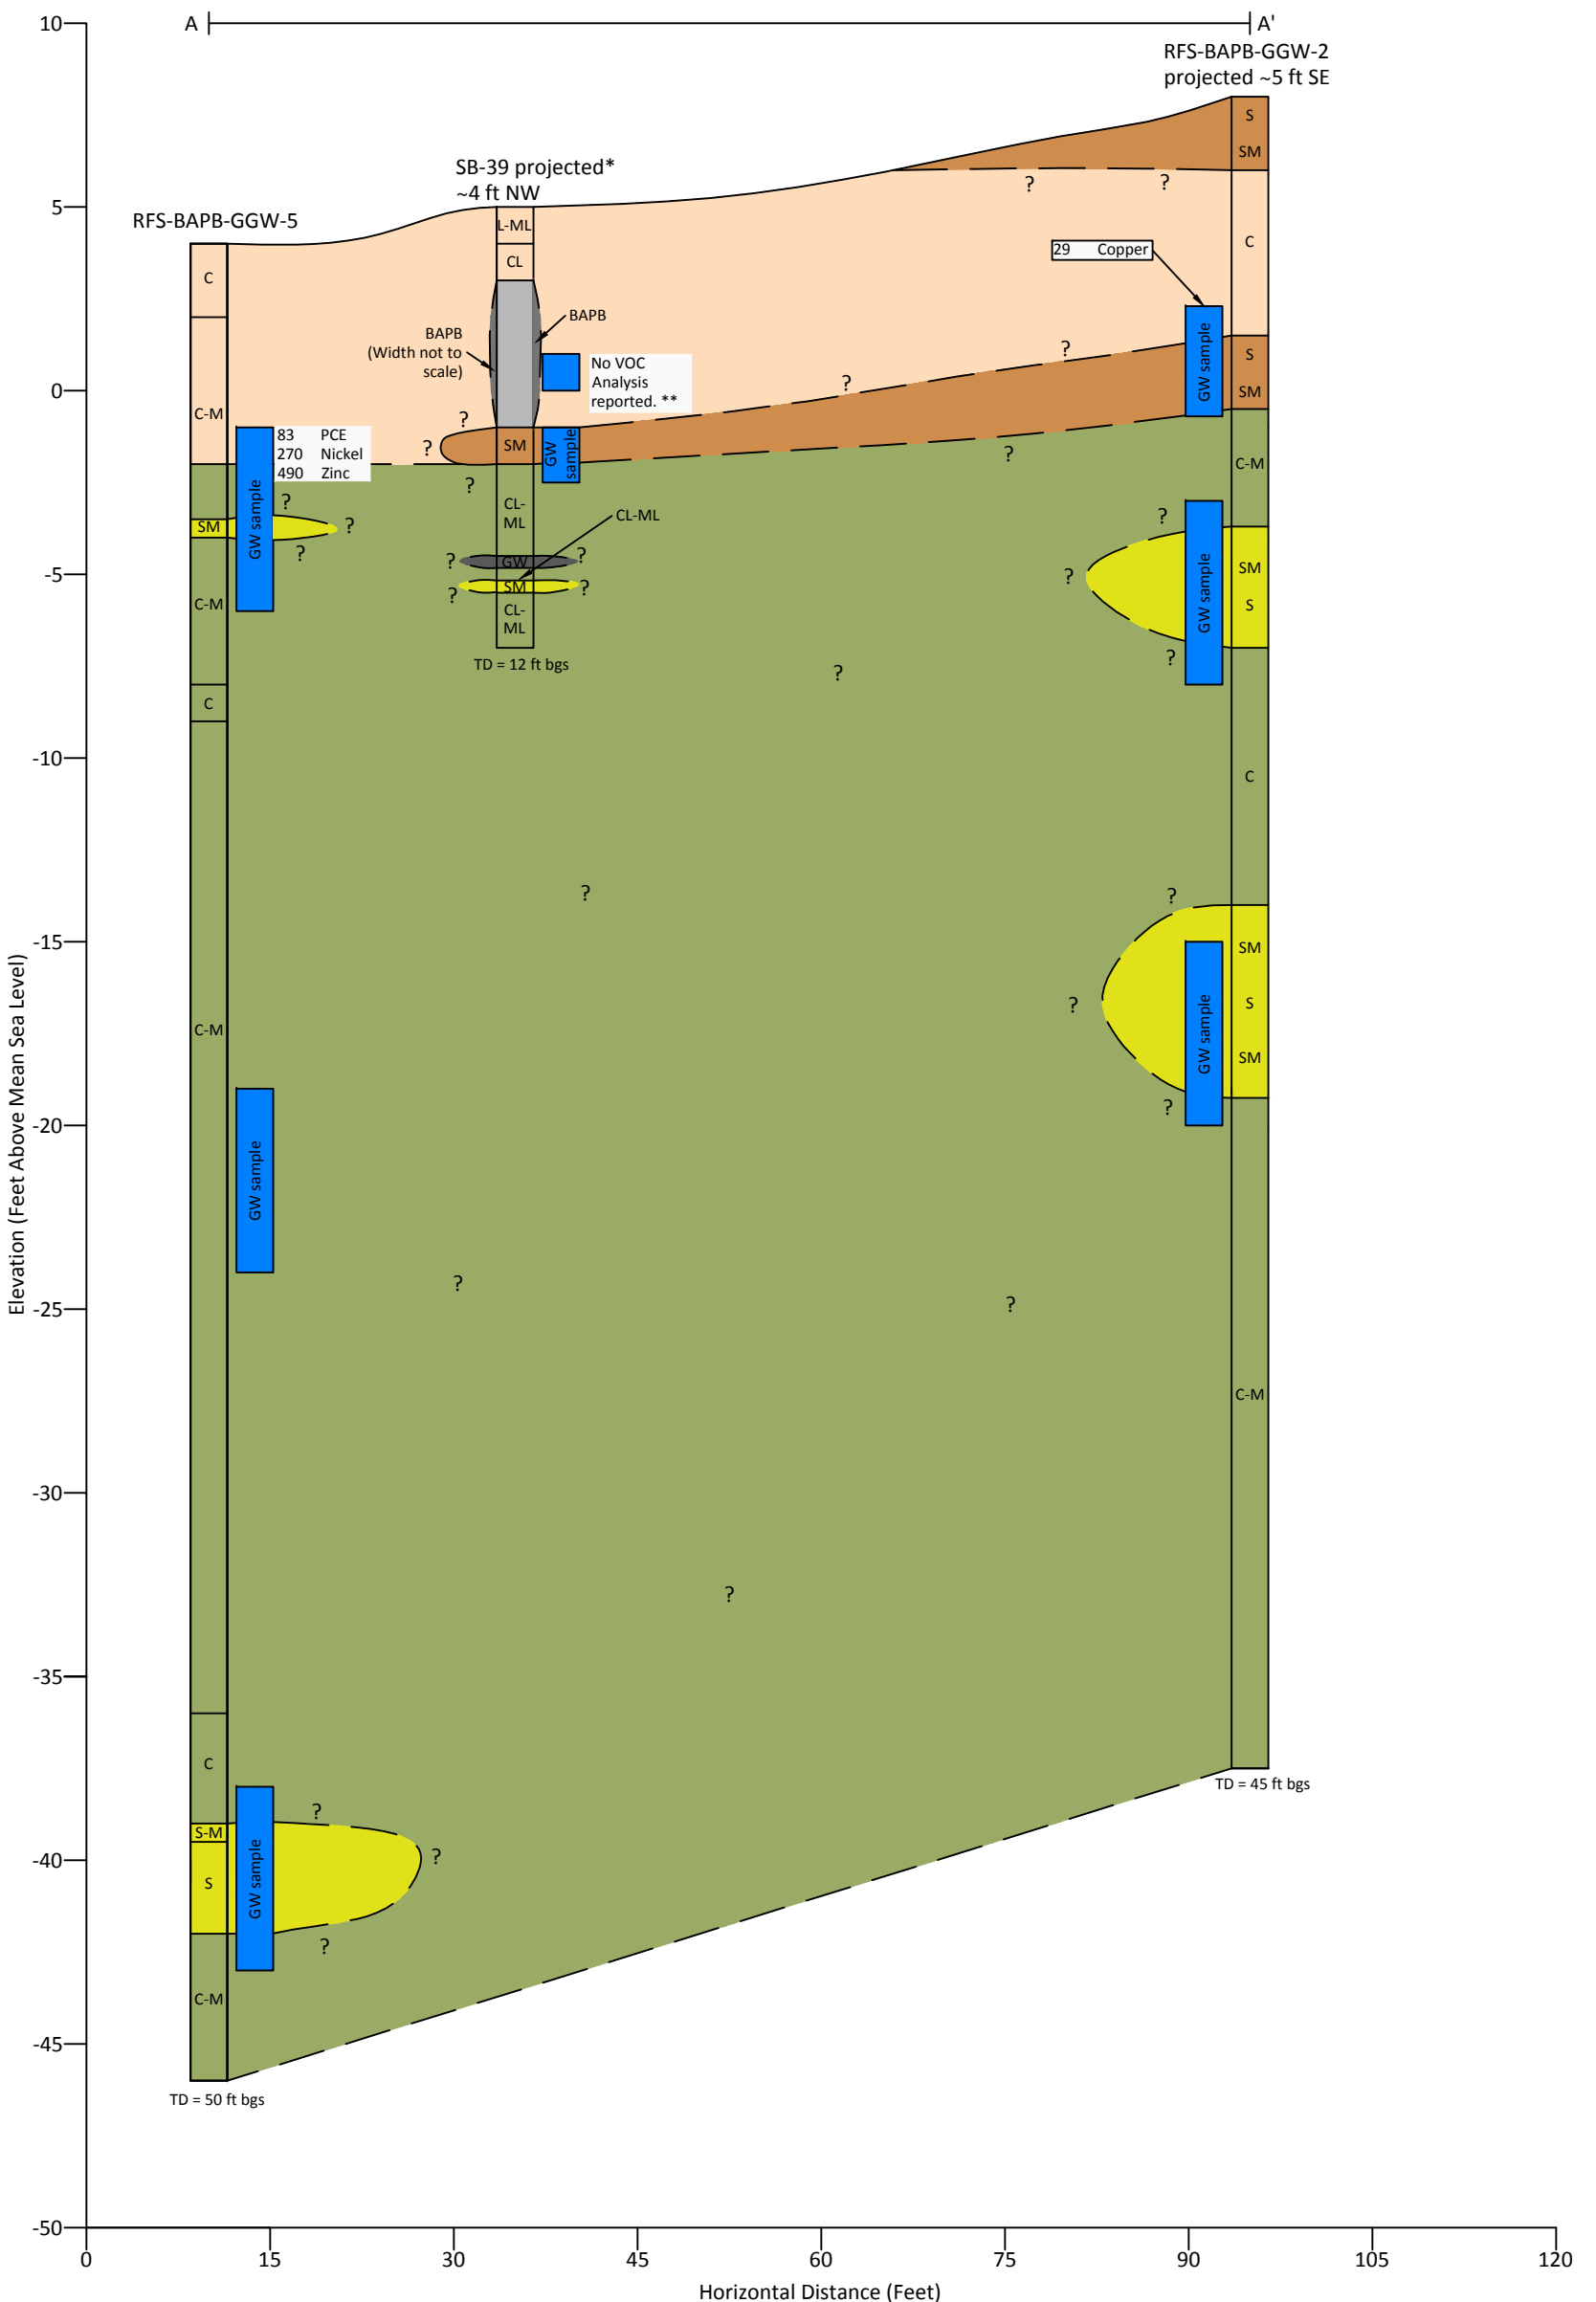 A
A'
RFS-BAPB-GGW-2
projected ~5 ft SE
SB-39 projected*
~4 ft NW
RFS-BAPB-GGW-5
10
5
0
-5
-10
-15
-20
-25
-30
-35
-40
-45
-50
Elevation (Feet Above Mean Sea Level)
0
15
30
45
60
75
90
105
120
Horizontal Distance (Feet)
C
C-M
SM
C-M
C
C-M
C
S-M
S
C-M
TD = 50 ft bgs
GW sample
83 PCE
270 Nickel
490 Zinc
?
?
?
GW sample
GW sample
?
?
?
L-ML
CL
BAPB
(Width not to
scale)
BAPB
No VOC
Analysis
reported. **
SM
GW
sample
?
?
?
CL-
ML
CL-ML
GW
?
?
SM
?
?
CL-
ML
TD = 12 ft bgs
?
?
?
?
?
?
?
?
?
?
?
29 Copper
GW sample
GW sample
?
?
?
GW sample
?
?
?
S
SM
C
S
SM
C-M
SM
S
C
SM
S
SM
C-M
TD = 45 ft bgs